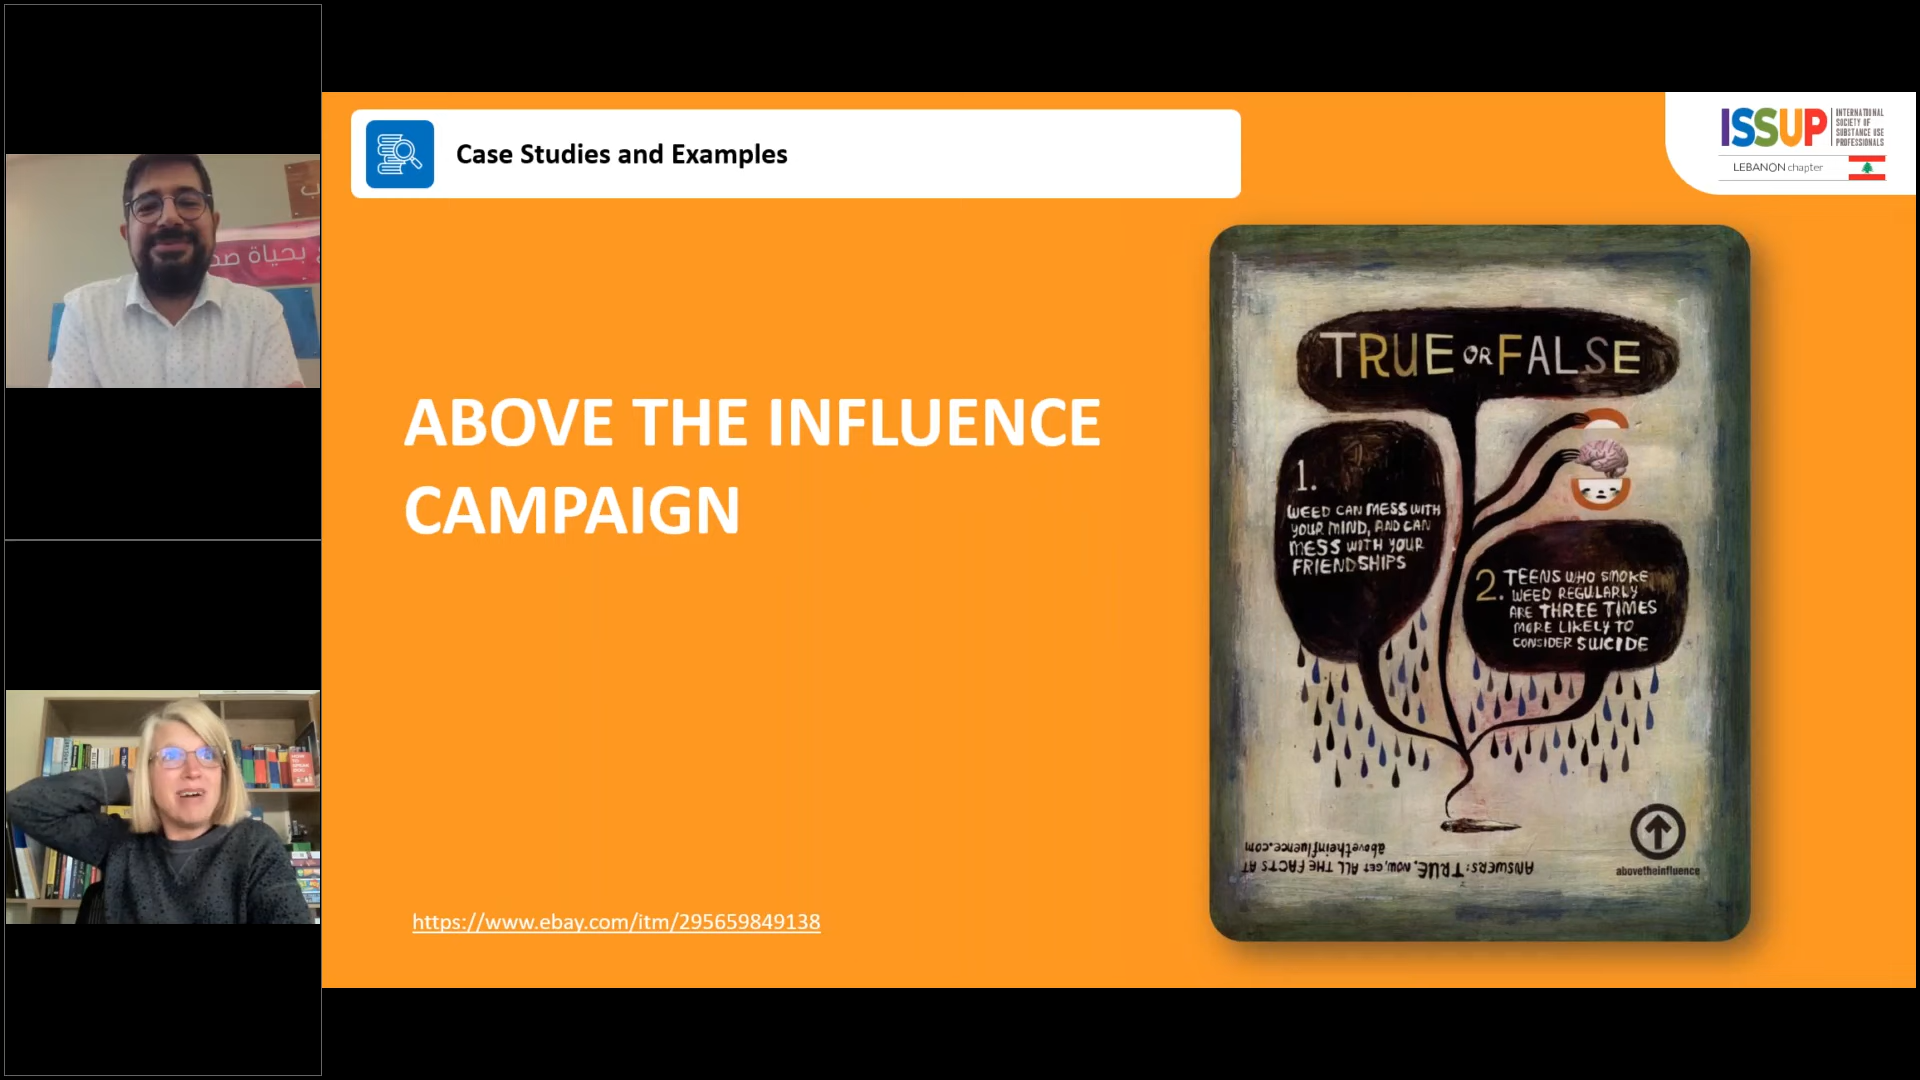 بحياة
Case Studies and Examples
ISSUP
INTERNATIONAL
SOCIETY OF
SUBSTANCE USE
PROFESSIONALS
LEBANON chapter
ABOVE THE INFLUENCE
CAMPAIGN
https://www.ebay.com/itm/295659849138
TRUE OR FALSE
1.
WEED CAN MESS WITH
YOUR MIND, AND CAN
MESS WITH YOUR
FRIENDSHIPS
2. TEENS WHO SMOKE
WEED REGULARLY
ARE THREE TIMES
MORE LIKELY TO
CONSIDER SUICIDE
ANSWERS: TRUE, NOW, GET ALL THE FACTS AT
abovetheinfluence.com
abovetheinfluence